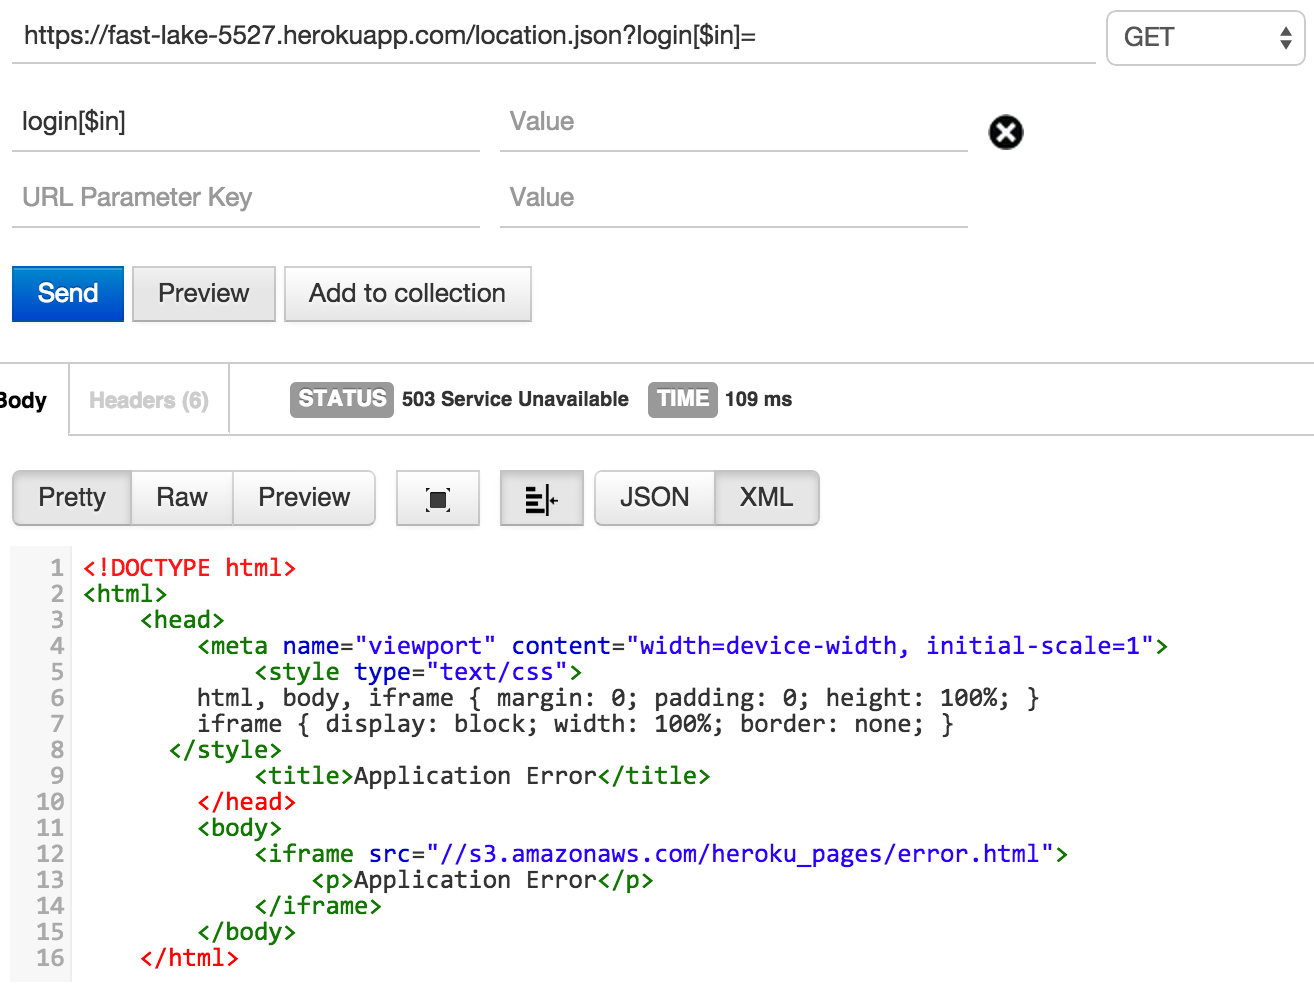 https://fast-lake-5527.herokuapp.com/location.json?login[$in]= GET
login[$in] Value
URL Parameter Key Value
Send Preview Add to collection
Body Headers (6) STATUS 503 Service Unavailable TIME 109 ms
Pretty Raw Preview JSON XML
1 <!DOCTYPE html>
2 <html>
3 <head>
4 <meta name="viewport" content="width=device-width, initial-scale=1">
5 <style type="text/css">
6 html, body, iframe { margin: 0; padding: 0; height: 100%; }
7 iframe { display: block; width: 100%; border: none; }
8 </style>
9 <title>Application Error</title>
10 </head>
11 <body>
12 <iframe src="//s3.amazonaws.com/heroku_pages/error.html">
13 <p>Application Error</p>
14 </iframe>
15 </body>
16 </html>